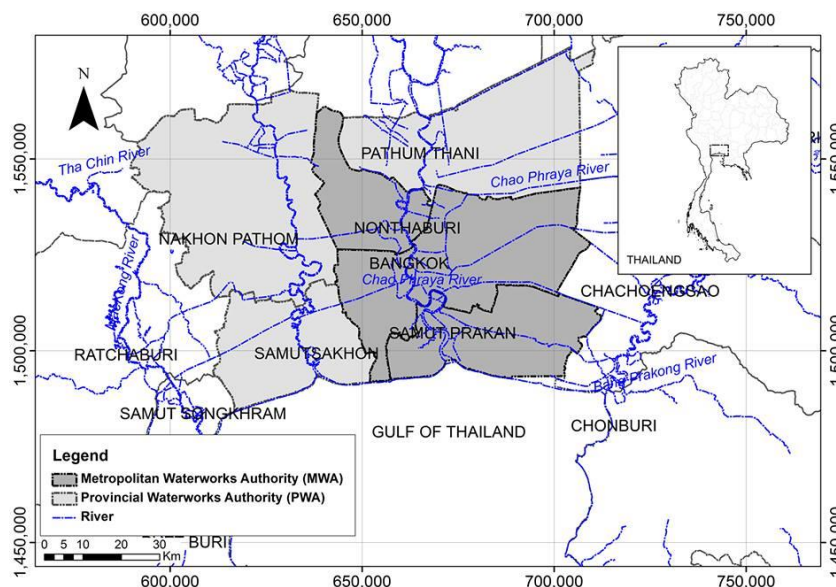 600,000
650,000
700,000
750,000
N
1,550,000
1,550,000
Tha Chin River
PATHUM THANI
Chao Phraya River
NAKHON PATHOM
NONTHABURI
BANGKOK
Chao Phraya River
THAILAND
CHACHOENGSAO
RATCHABURI
SAMUTSAKHON
SAMUT PRAKAN
1,500,000
1,500,000
Bang Prakong River
SAMUT SONGKHRAM
GULF OF THAILAND
CHONBURI
Legend
Metropolitan Waterworks Authority (MWA)
Provincial Waterworks Authority (PWA)
River
BURI
0 5 10 20 30
Km
1,450,000
1,450,000
600,000
650,000
700,000
750,000